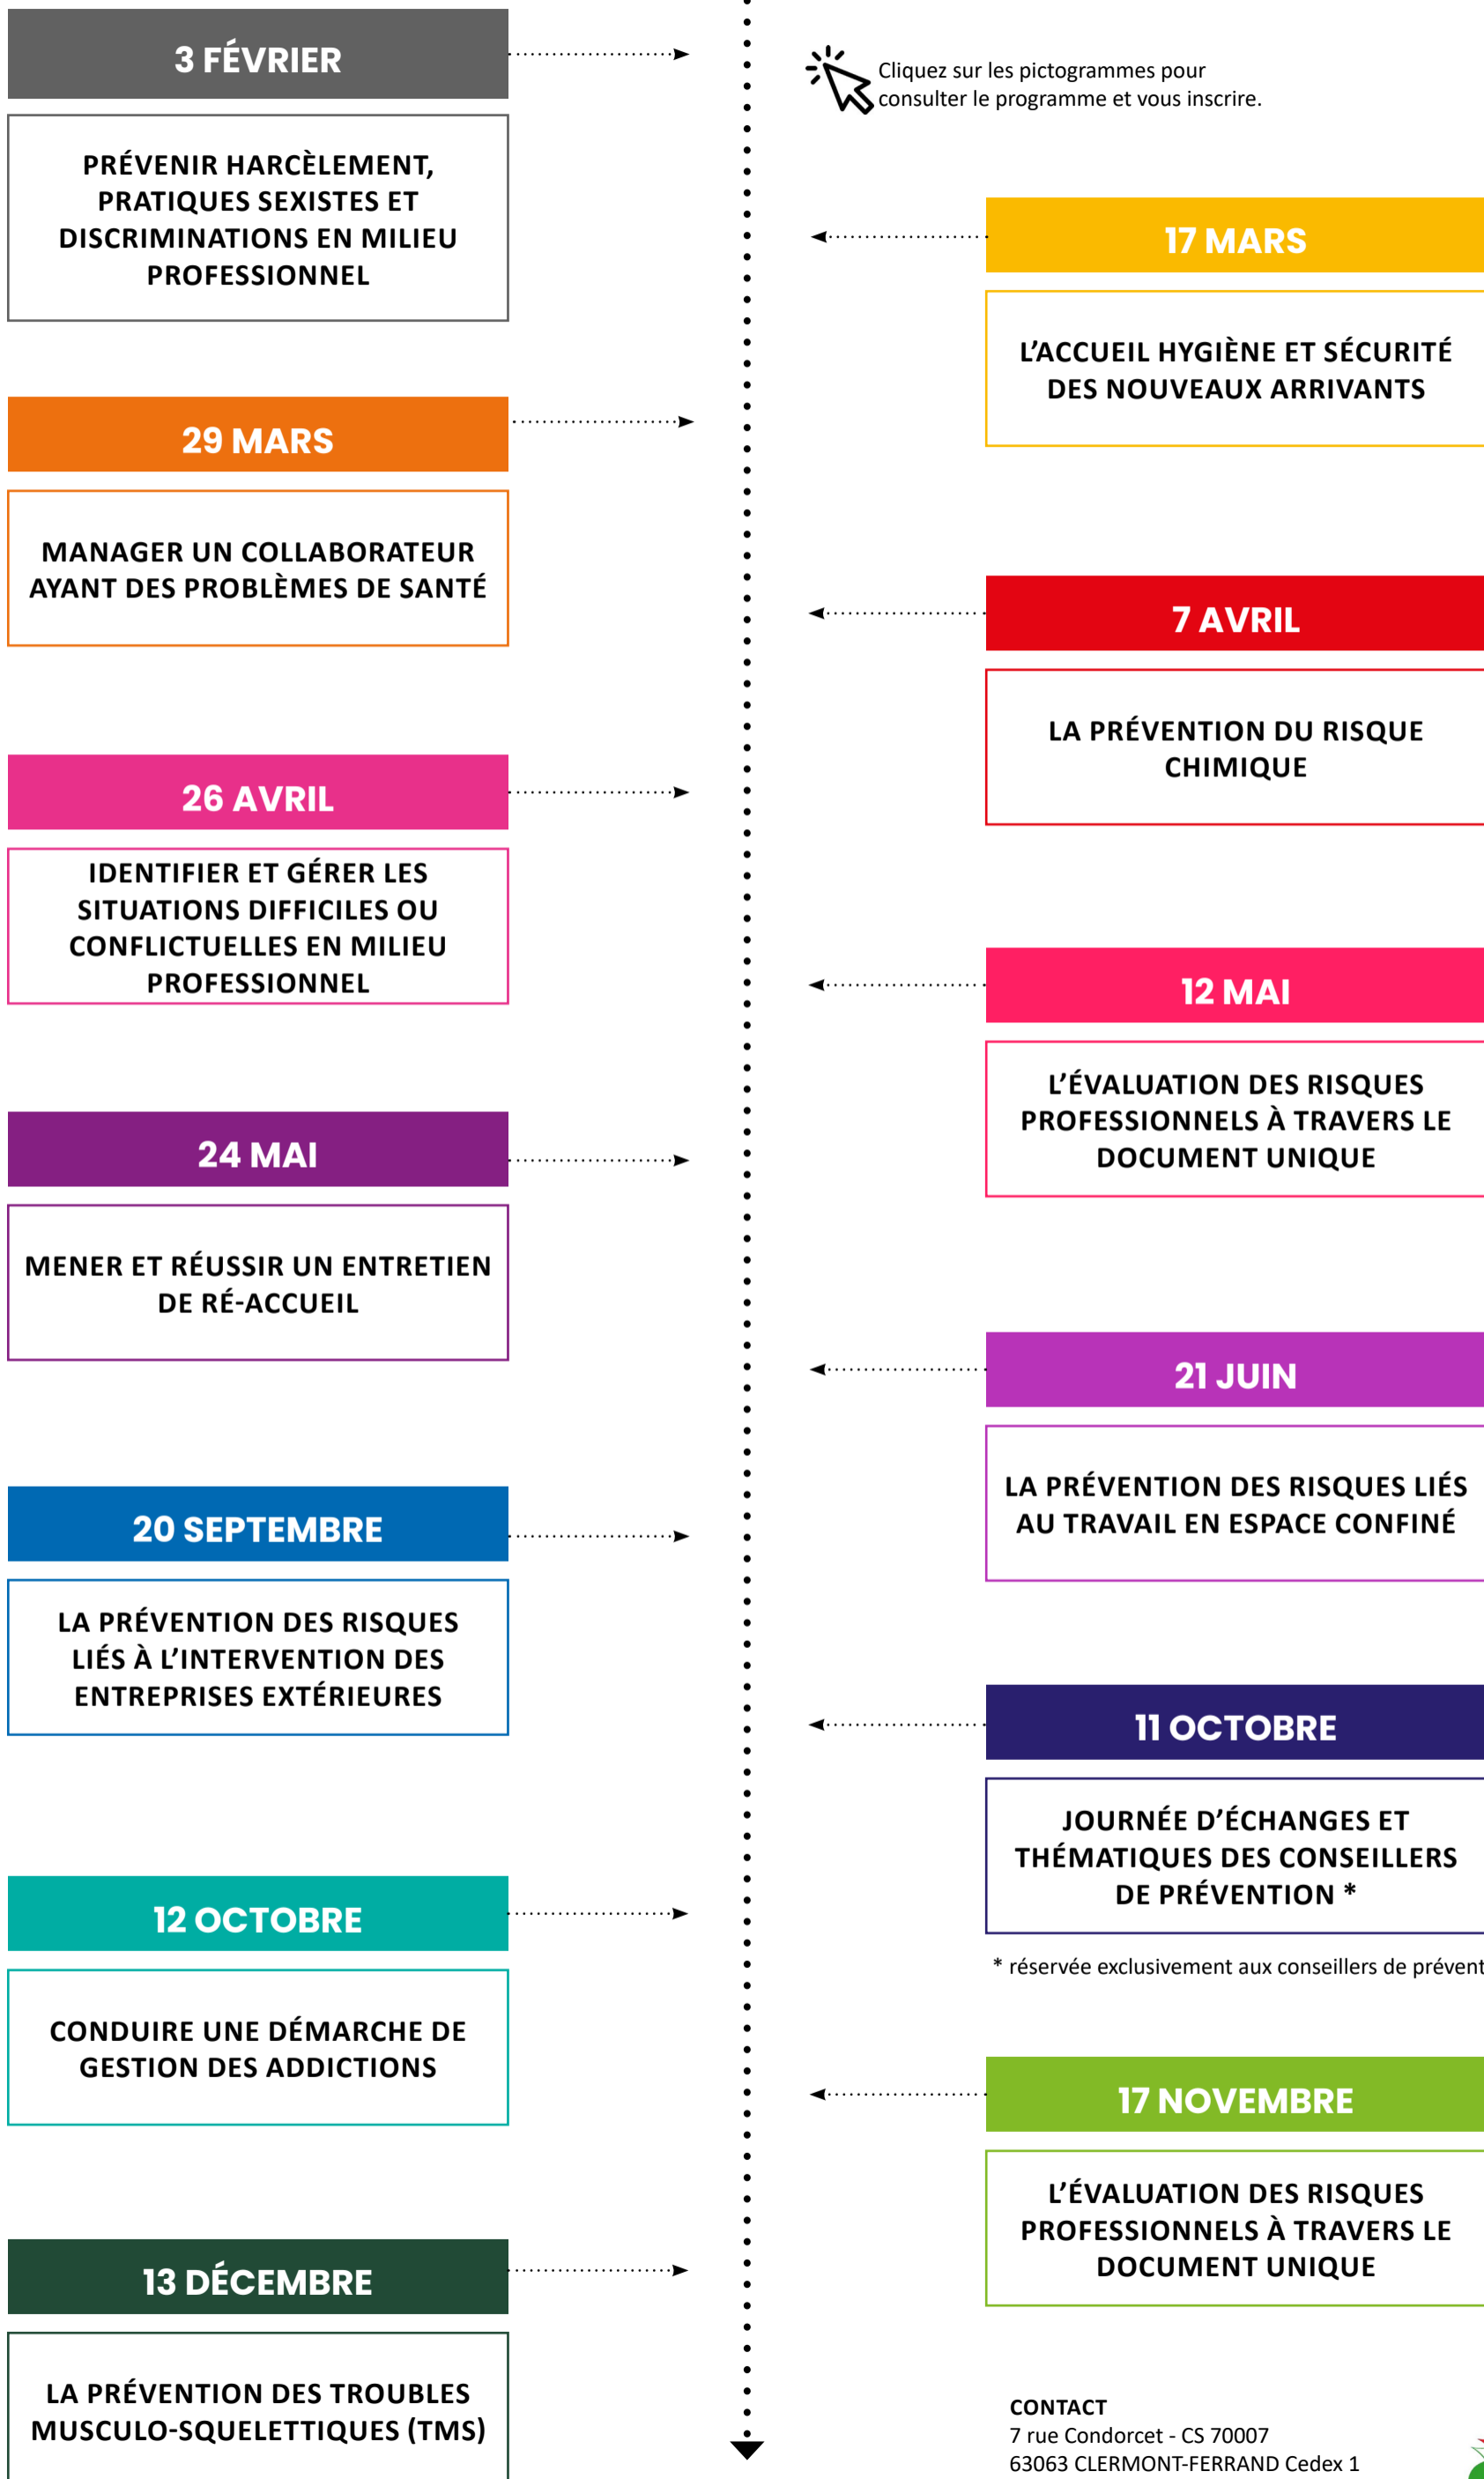 3 FÉVRIER
PRÉVENIR HARCÈLEMENT,
PRATIQUES SEXISTES ET
DISCRIMINATIONS EN MILIEU
PROFESSIONNEL
Cliquez sur les pictogrammes pour
consulter le programme et vous inscrire.
17 MARS
L'ACCUEIL HYGIÈNE ET SÉCURITÉ
DES NOUVEAUX ARRIVANTS
29 MARS
MANAGER UN COLLABORATEUR
AYANT DES PROBLÈMES DE SANTÉ
7 AVRIL
LA PRÉVENTION DU RISQUE
CHIMIQUE
26 AVRIL
IDENTIFIER ET GÉRER LES
SITUATIONS DIFFICILES OU
CONFLICTUELLES EN MILIEU
PROFESSIONNEL
12 MAI
L'ÉVALUATION DES RISQUES
PROFESSIONNELS À TRAVERS LE
DOCUMENT UNIQUE
24 MAI
MENER ET RÉUSSIR UN ENTRETIEN
DE RÉ-ACCUEIL
21 JUIN
LA PRÉVENTION DES RISQUES LIÉS
AU TRAVAIL EN ESPACE CONFINÉ
20 SEPTEMBRE
LA PRÉVENTION DES RISQUES
LIÉS À L'INTERVENTION DES
ENTREPRISES EXTÉRIEURES
11 OCTOBRE
JOURNÉE D'ÉCHANGES ET
THÉMATIQUES DES CONSEILLERS
DE PRÉVENTION *
* réservée exclusivement aux conseillers de prévent
12 OCTOBRE
CONDUIRE UNE DÉMARCHE DE
GESTION DES ADDICTIONS
17 NOVEMBRE
L'ÉVALUATION DES RISQUES
PROFESSIONNELS À TRAVERS LE
DOCUMENT UNIQUE
13 DÉCEMBRE
LA PRÉVENTION DES TROUBLES
MUSCULO-SQUELETTIQUES (TMS)
CONTACT
7 rue Condorcet - CS 70007
63063 CLERMONT-FERRAND Cedex 1